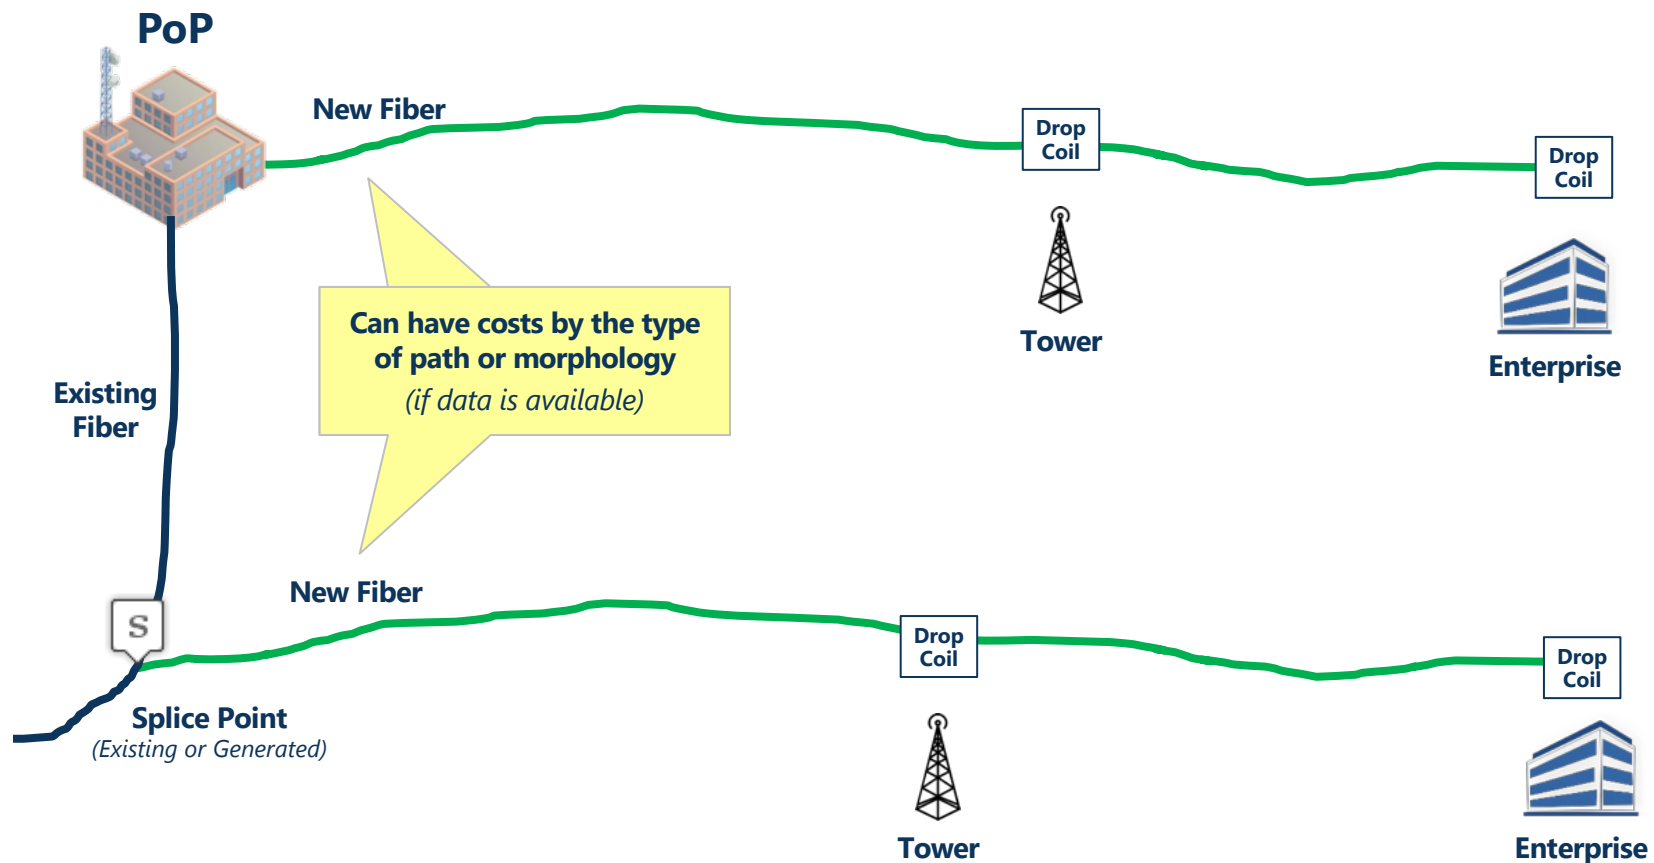 PoP
New Fiber
Drop
Coil
Drop
Coil
Tower
Enterprise
Can have costs by the type
of path or morphology
(if data is available)
Existing
Fiber
New Fiber
S
Drop
Coil
Drop
Coil
Splice Point
(Existing or Generated)
Tower
Enterprise